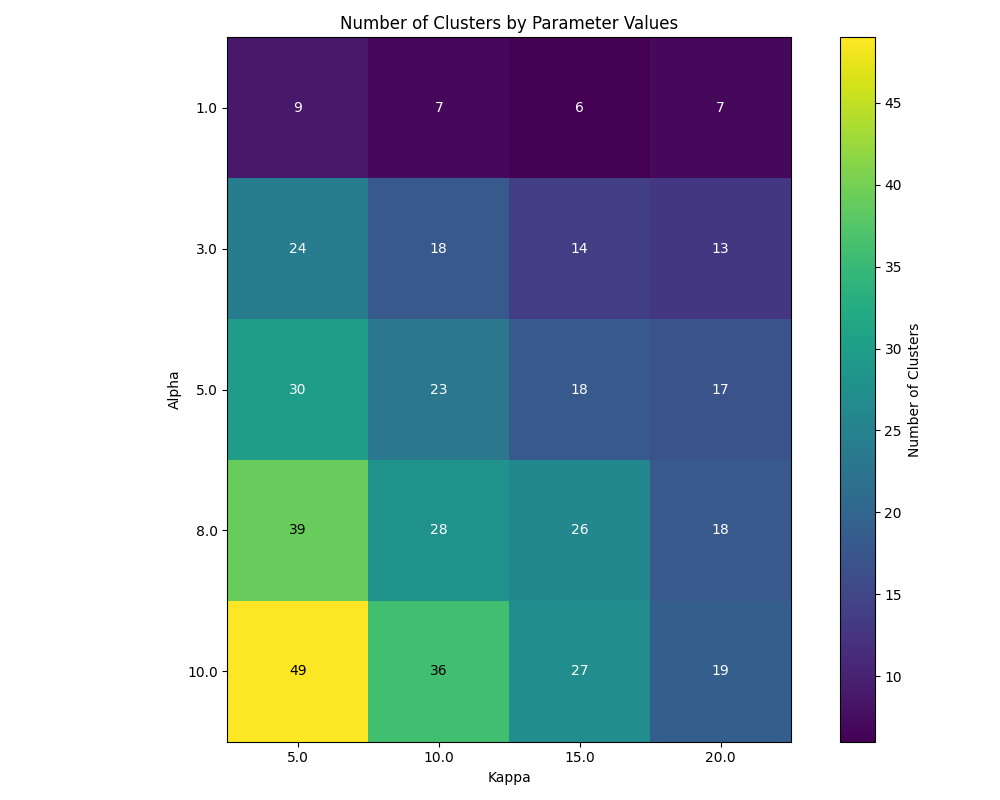 Number of Clusters by Parameter Values
1.0 9 7 6 7
3.0 24 18 14 13
5.0 30 23 18 17
8.0 39 28 26 18
10.0 49 36 27 19
5.0 10.0 15.0 20.0
Kappa
Alpha
45
40
35
30
25
20
15
10
Number of Clusters